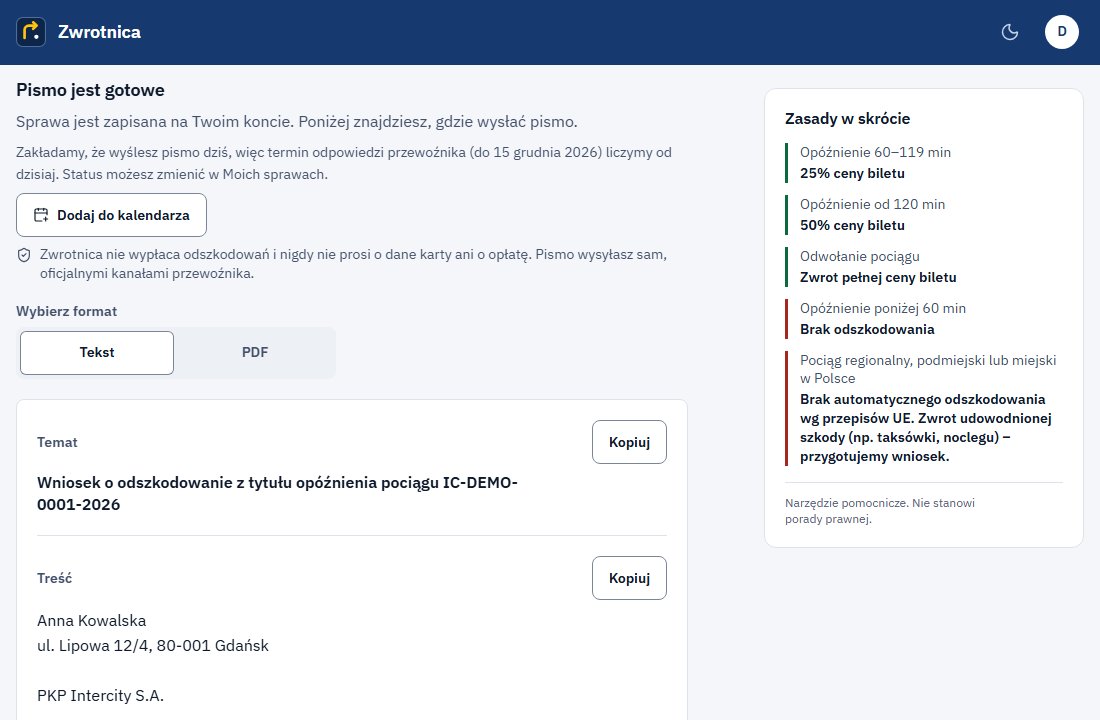 Zwrotnica
D
Pismo jest gotowe
Sprawa jest zapisana na Twoim koncie. Poniżej znajdziesz, gdzie wysłać pismo.
Zakładamy, że wyślesz pismo dziś, więc termin odpowiedzi przewoźnika (do 15 grudnia 2026) liczymy od
dzisiaj. Status możesz zmienić w Moich sprawach.
Dodaj do kalendarza
Zwrotnica nie wypłaca odszkodowań i nigdy nie prosi o dane karty ani o opłatę. Pismo wysyłasz sam,
oficjalnymi kanałami przewoźnika.
Wybierz format
Tekst
PDF
Temat
Kopiuj
Wniosek o odszkodowanie z tytułu opóźnienia pociągu IC-DEMO-
0001-2026
Treść
Kopiuj
Anna Kowalska
ul. Lipowa 12/4, 80-001 Gdańsk
PKP Intercity S.A.
Zasady w skrócie
Opóźnienie 60–119 min
25% ceny biletu
Opóźnienie od 120 min
50% ceny biletu
Odwołanie pociągu
Zwrot pełnej ceny biletu
Opóźnienie poniżej 60 min
Brak odszkodowania
Pociąg regionalny, podmiejski lub miejski
w Polsce
Brak automatycznego odszkodowania
wg przepisów UE. Zwrot udowodnionej
szkody (np. taksówki, noclegu) –
przygotujemy wniosek.
Narzędzie pomocnicze. Nie stanowi
porady prawnej.